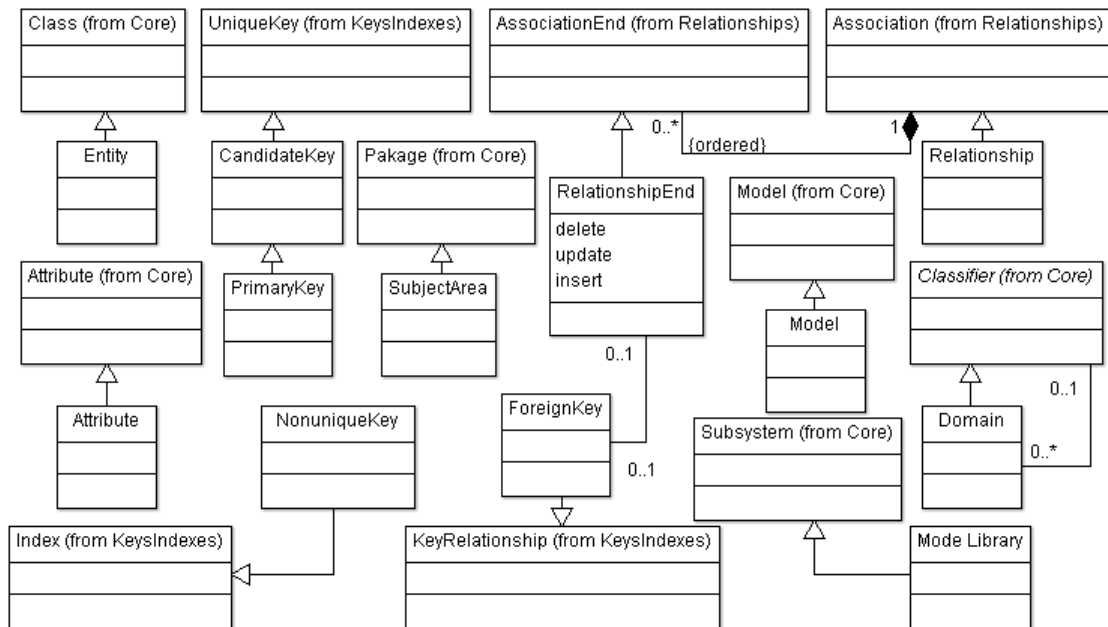 Class (from Core)
UniqueKey (from KeysIndexes)
AssociationEnd (from Relationships)
Association (from Relationships)
0..*
{ordered}
1
Entity
CandidateKey
Pakage (from Core)
RelationshipEnd
delete
update
insert
Model (from Core)
Relationship
Attribute (from Core)
PrimaryKey
SubjectArea
Classifier (from Core)
Model
0..1
0..1
Attribute
NonuniqueKey
ForeignKey
0..1
Subsystem (from Core)
Domain
0..*
Index (from KeysIndexes)
KeyRelationship (from KeysIndexes)
Mode Library